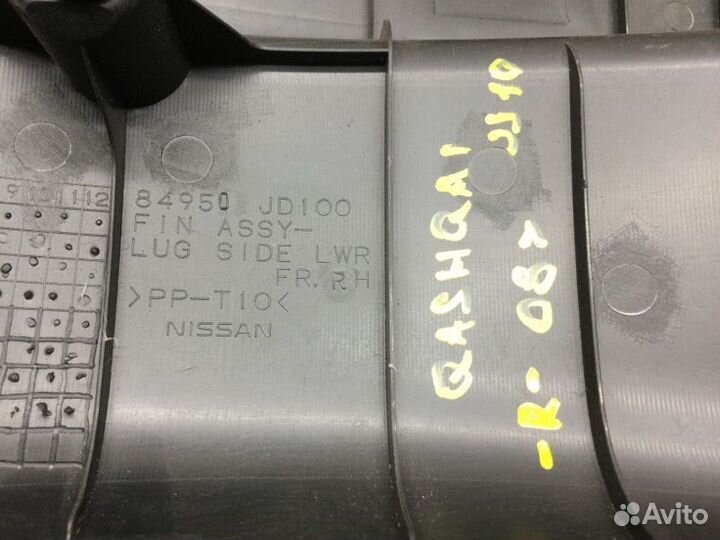 9 10 11 12
84950 JD100
FIN ASSY-
LUG SIDE LWR
FR. RH
>PP-T10<
NISSAN
QASHQAI JJ10
-R- 08>
Avito